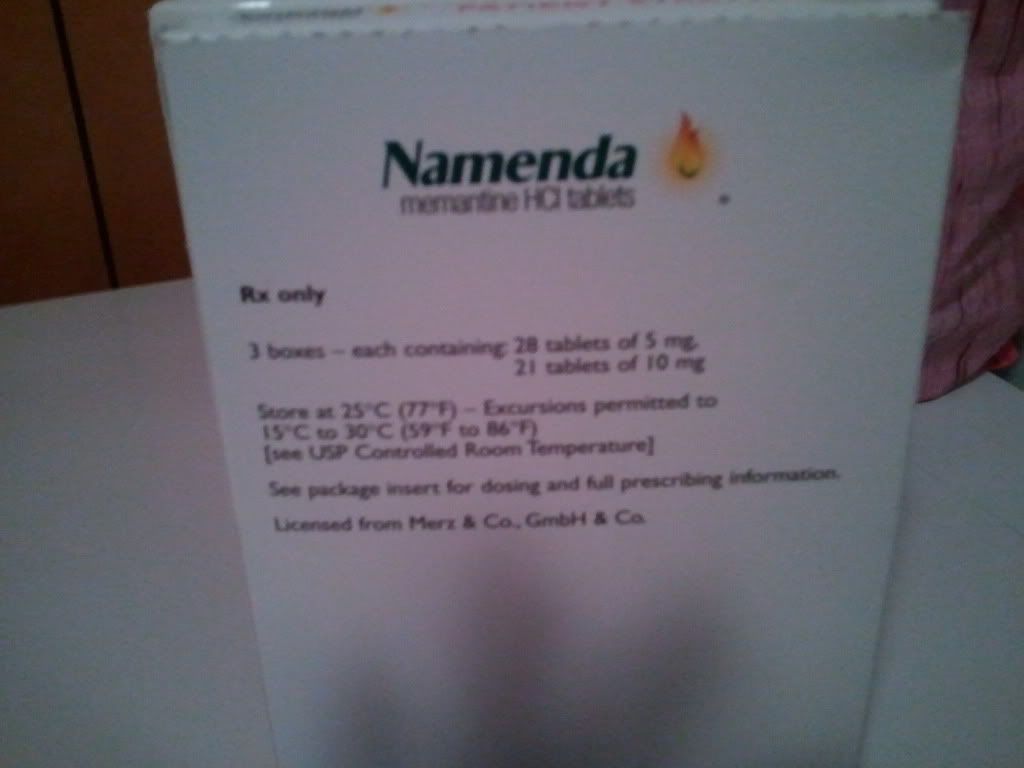 Namenda
memantine HCl tablets
Rx only
3 boxes – each containing: 28 tablets of 5 mg,
21 tablets of 10 mg
Store at 25°C (77°F) – Excursions permitted to
15°C to 30°C (59°F to 86°F)
[see USP Controlled Room Temperature]
See package insert for dosing and full prescribing information.
Licensed from Merz & Co., GmbH & Co.